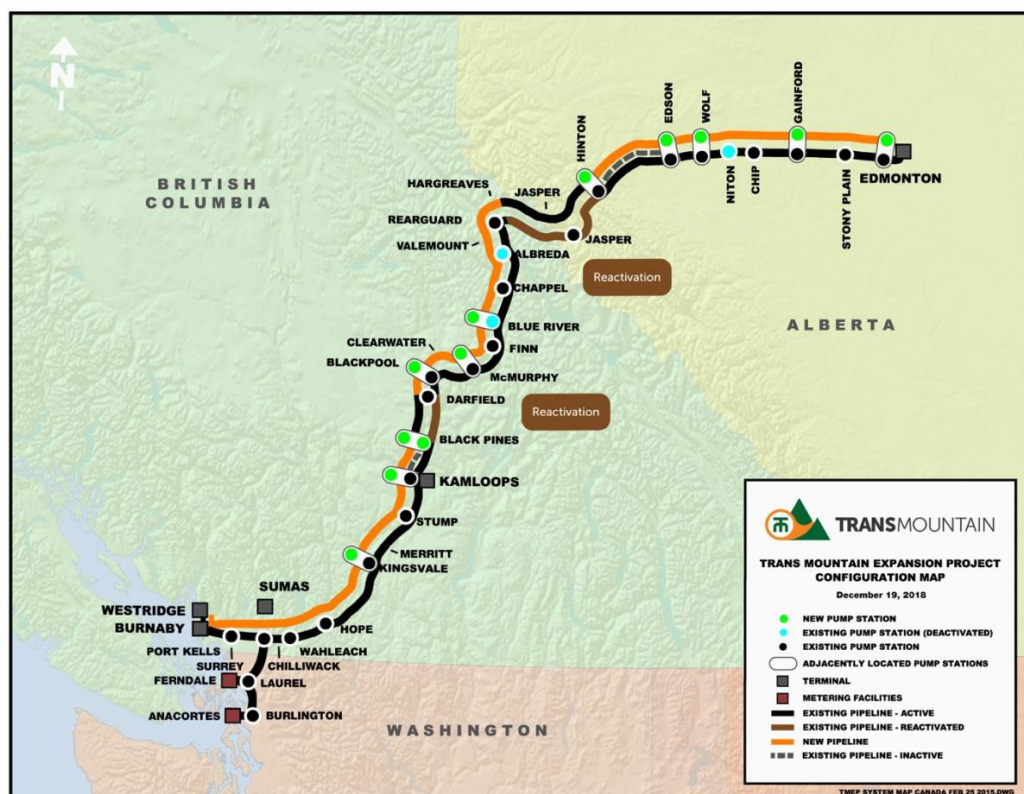 N
BRITISH
COLUMBIA
ALBERTA
WASHINGTON
EDSON
WOLF
GAINFORD
HINTON
NITON
CHIP
STONY PLAIN
EDMONTON
HARGREAVES
JASPER
REARGUARD
VALEMOUNT
JASPER
ALBREDA
Reactivation
CHAPPEL
BLUE RIVER
CLEARWATER
FINN
BLACKPOOL
McMURPHY
DARFIELD
Reactivation
BLACK PINES
KAMLOOPS
STUMP
MERRITT
KINGSVALE
SUMAS
WESTRIDGE
BURNABY
HOPE
PORT KELLS
WAHLEACH
SURREY
CHILLIWACK
FERNDALE
LAUREL
ANACORTES
BURLINGTON
TRANSMOUNTAIN
TRANS MOUNTAIN EXPANSION PROJECT
CONFIGURATION MAP
December 19, 2018
NEW PUMP STATION
EXISTING PUMP STATION (DEACTIVATED)
EXISTING PUMP STATION
ADJACENTLY LOCATED PUMP STATIONS
TERMINAL
METERING FACILITIES
EXISTING PIPELINE - ACTIVE
EXISTING PIPELINE - REACTIVATED
NEW PIPELINE
EXISTING PIPELINE - INACTIVE
TMEP SYSTEM MAP CANADA FEB 25 2015.DWG